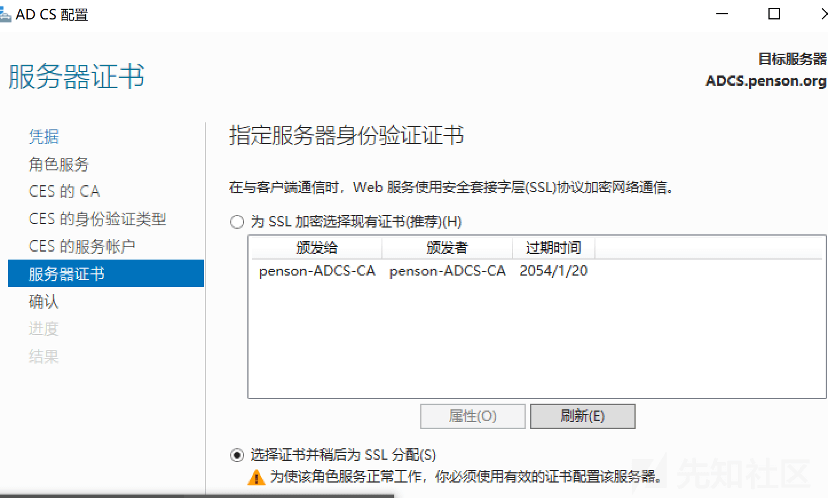 AD CS 配置
目标服务器
ADCS.penson.org
服务器证书
凭据
角色服务
CES 的 CA
CES 的身份验证类型
CES 的服务帐户
服务器证书
确认
进度
结果
指定服务器身份验证证书
在与客户端通信时，Web 服务使用安全套接字层(SSL)协议加密网络通信。
为 SSL 加密选择现有证书(推荐)(H)
颁发给 颁发者 过期时间
penson-ADCS-CA penson-ADCS-CA 2054/1/20
属性(O) 刷新(E)
选择证书并稍后为 SSL 分配(S)
为使该角色服务正常工作，你必须使用有效的证书配置该服务器。
先知社区